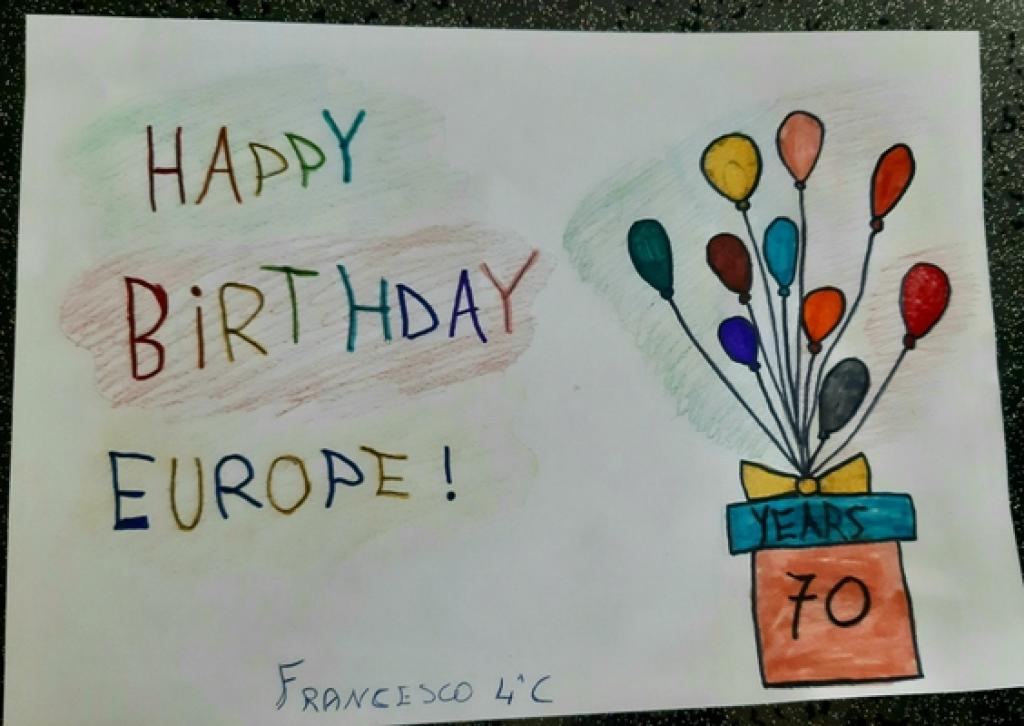 HAPPY
BiRTHDAY
EUROPE!
YEARS
70
FRANCESCO 4^C